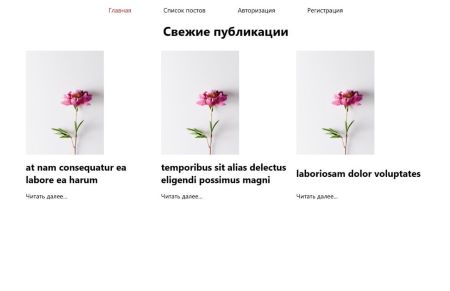 Главная Список постов Авторизация Регистрация
Свежие публикации
at nam consequatur ea
labore ea harum
temporibus sit alias delectus
eligendi possimus magni
laboriosam dolor voluptates
Читать далее... Читать далее... Читать далее...